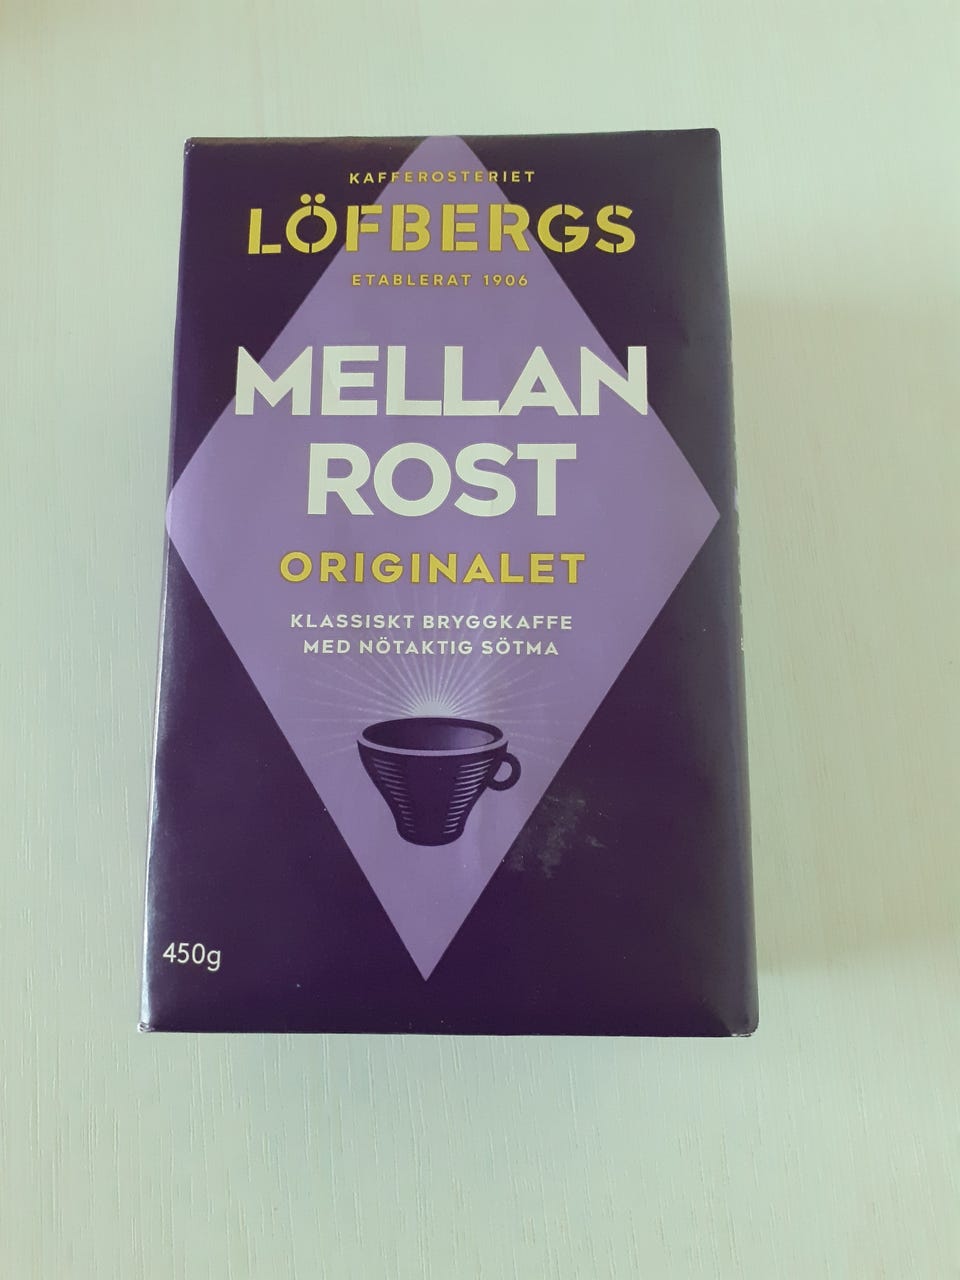 KAFFEROSTERIET
LÖFBERGS
ETABLERAT 1906
MELLAN
ROST
ORIGINALET
KLASSISKT BRYGGKAFFE
MED NÖTAKTIG SÖTMA
450g